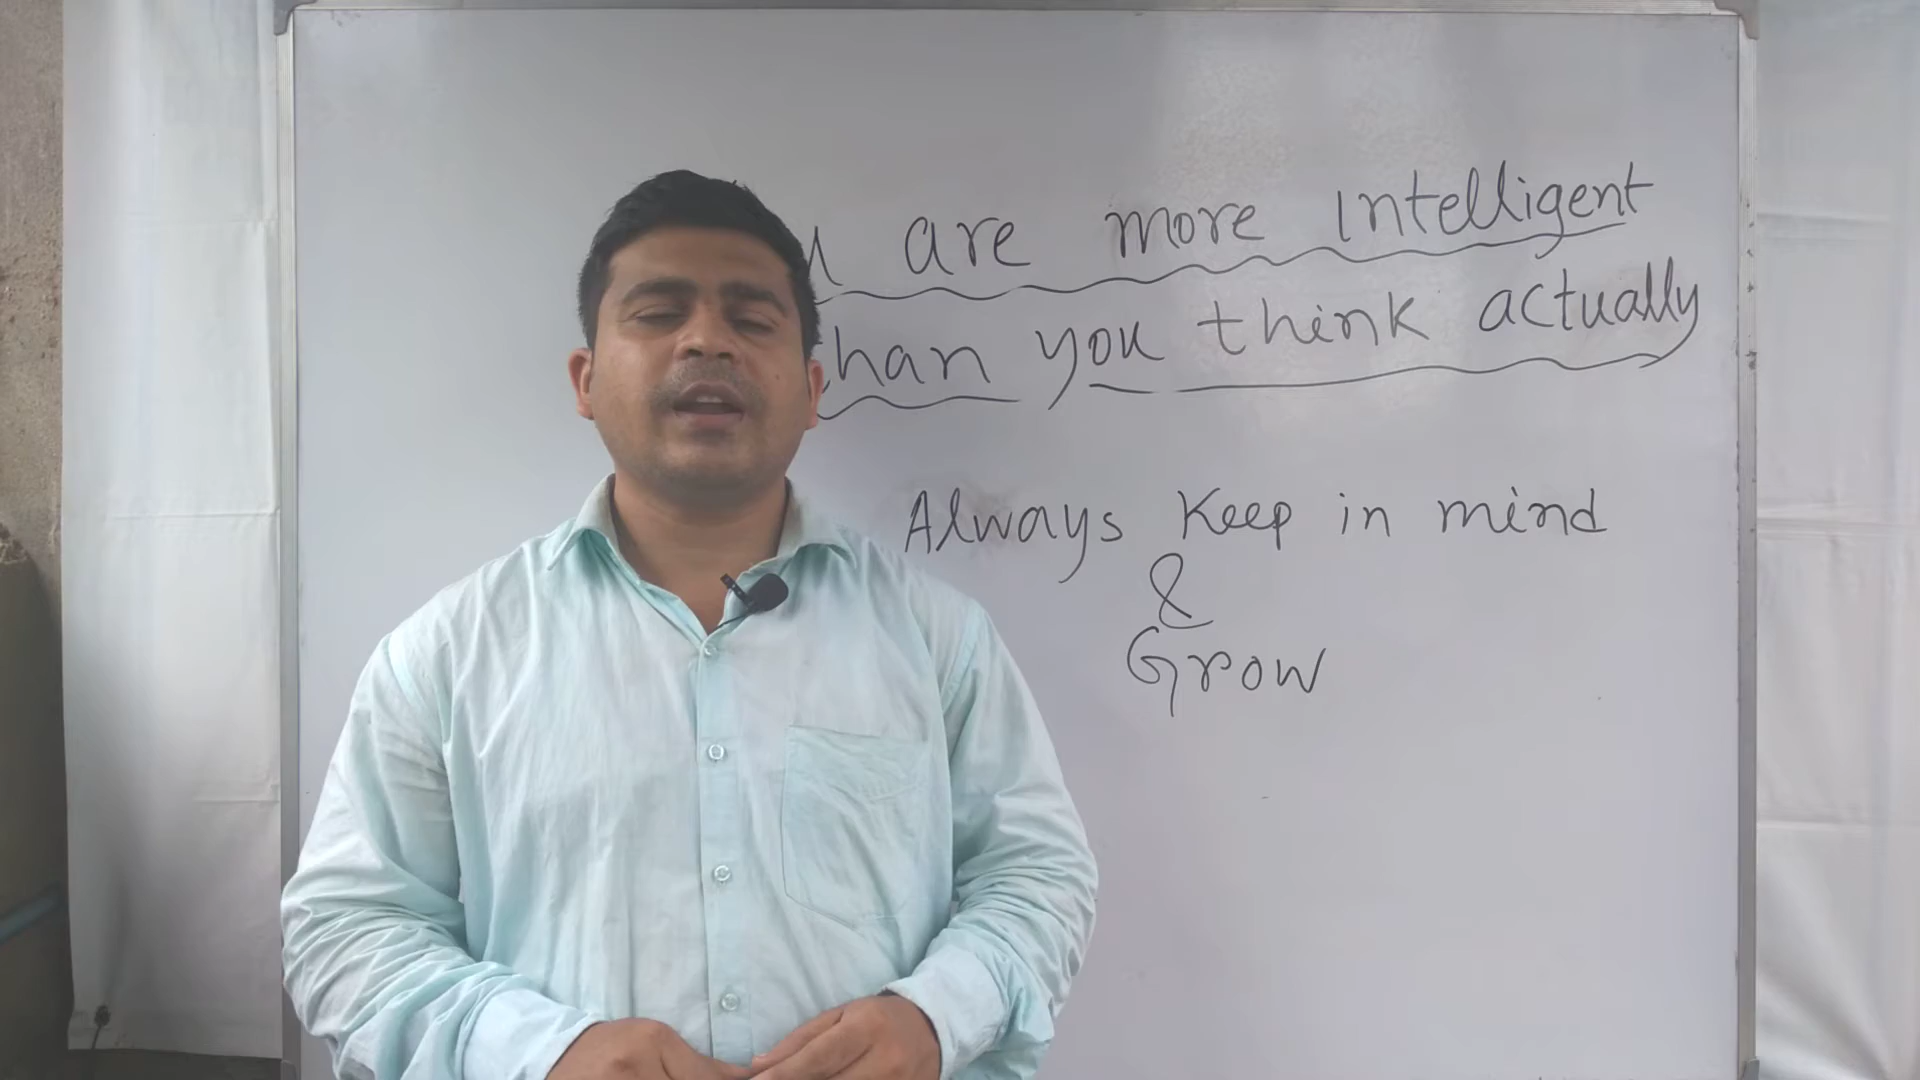 are more Intelligent
than you think actually
Always Keep in mind
&
Grow